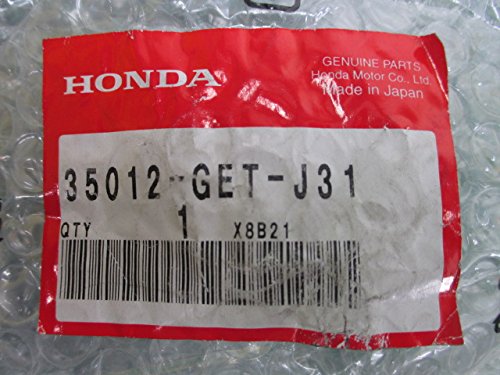 HONDA
GENUINE PARTS
Honda Motor Co., Ltd.
Made in Japan
35012-GET-J31
QTY 1 X8B21